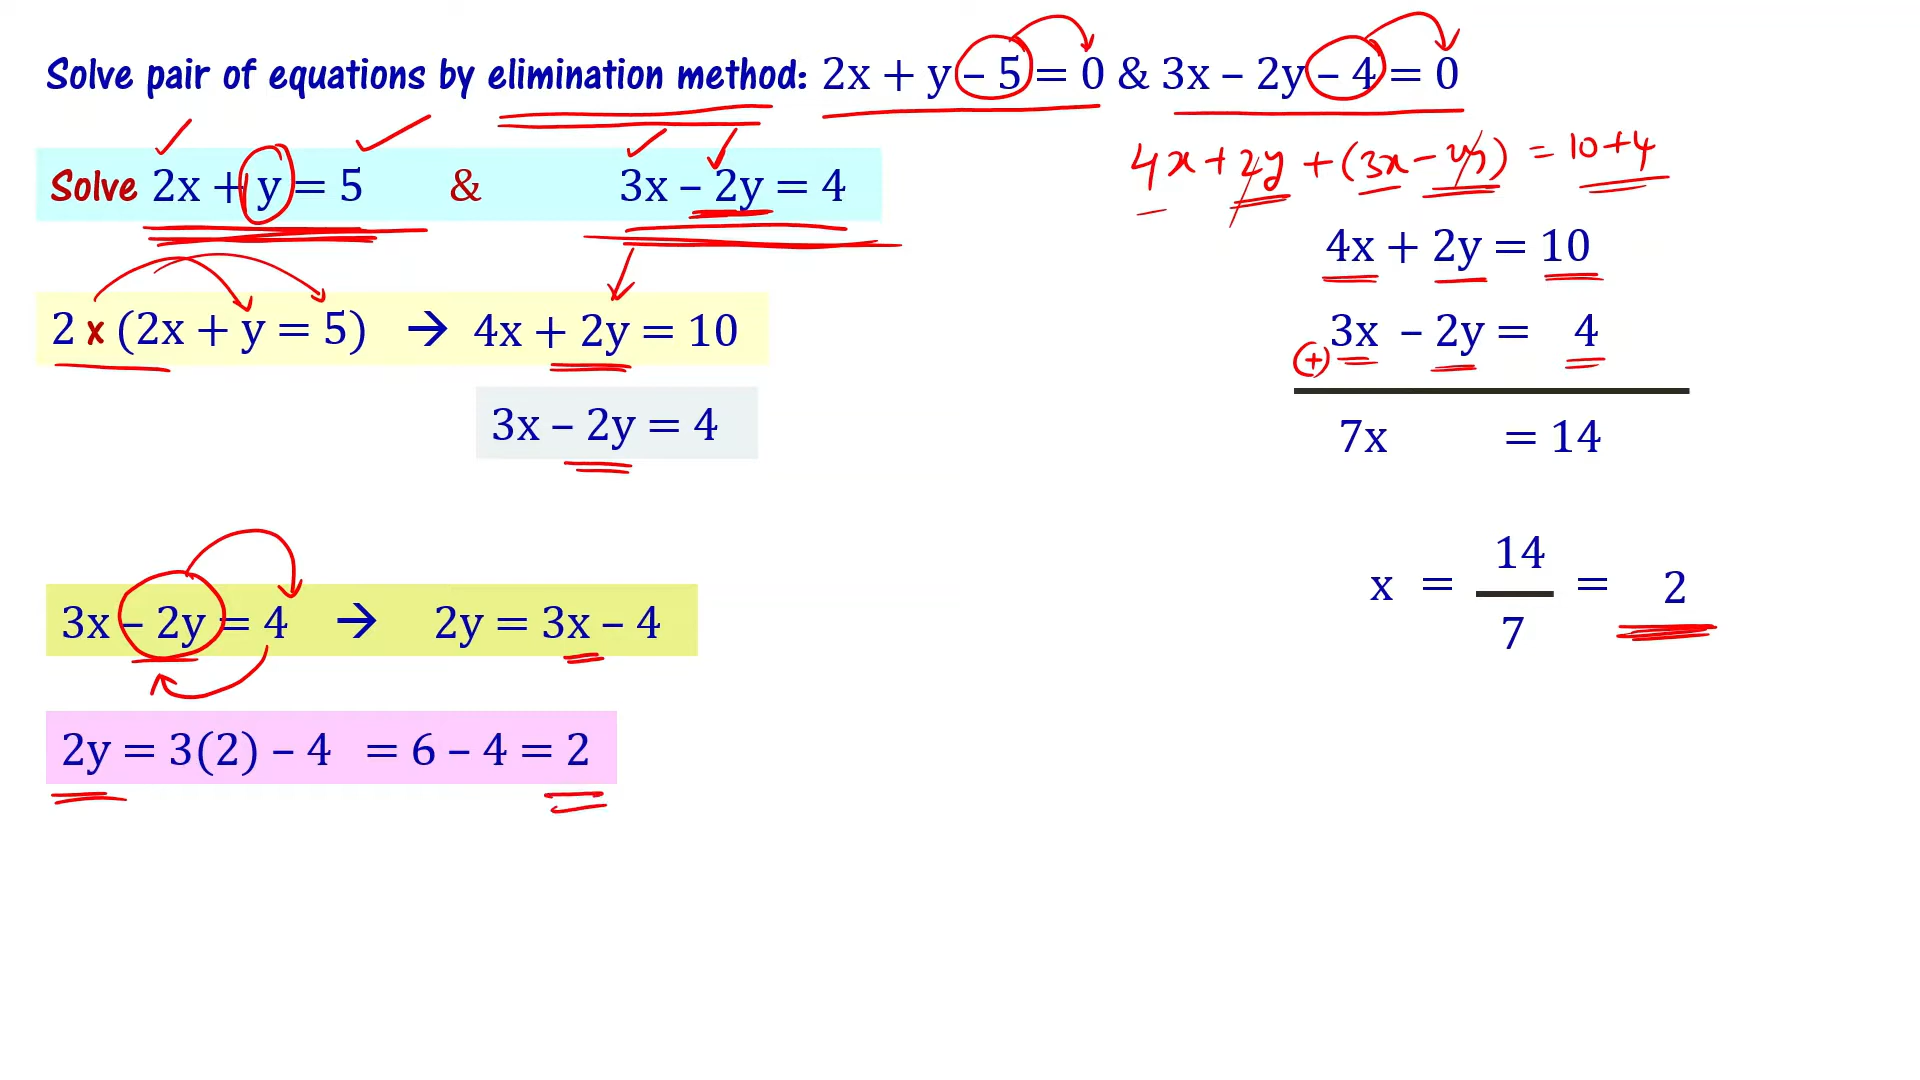 Solve pair of equations by elimination method: 2x + y – 5 = 0 & 3x – 2y – 4 = 0
4x + 2y + (3x – 2y) = 10 + 4
Solve 2x + y = 5 & 3x – 2y = 4
4x + 2y = 10
2 x (2x + y = 5) → 4x + 2y = 10
3x – 2y = 4
+
3x – 2y = 4
7x = 14
x = 14/7 = 2
3x – 2y = 4 → 2y = 3x – 4
2y = 3(2) – 4 = 6 – 4 = 2